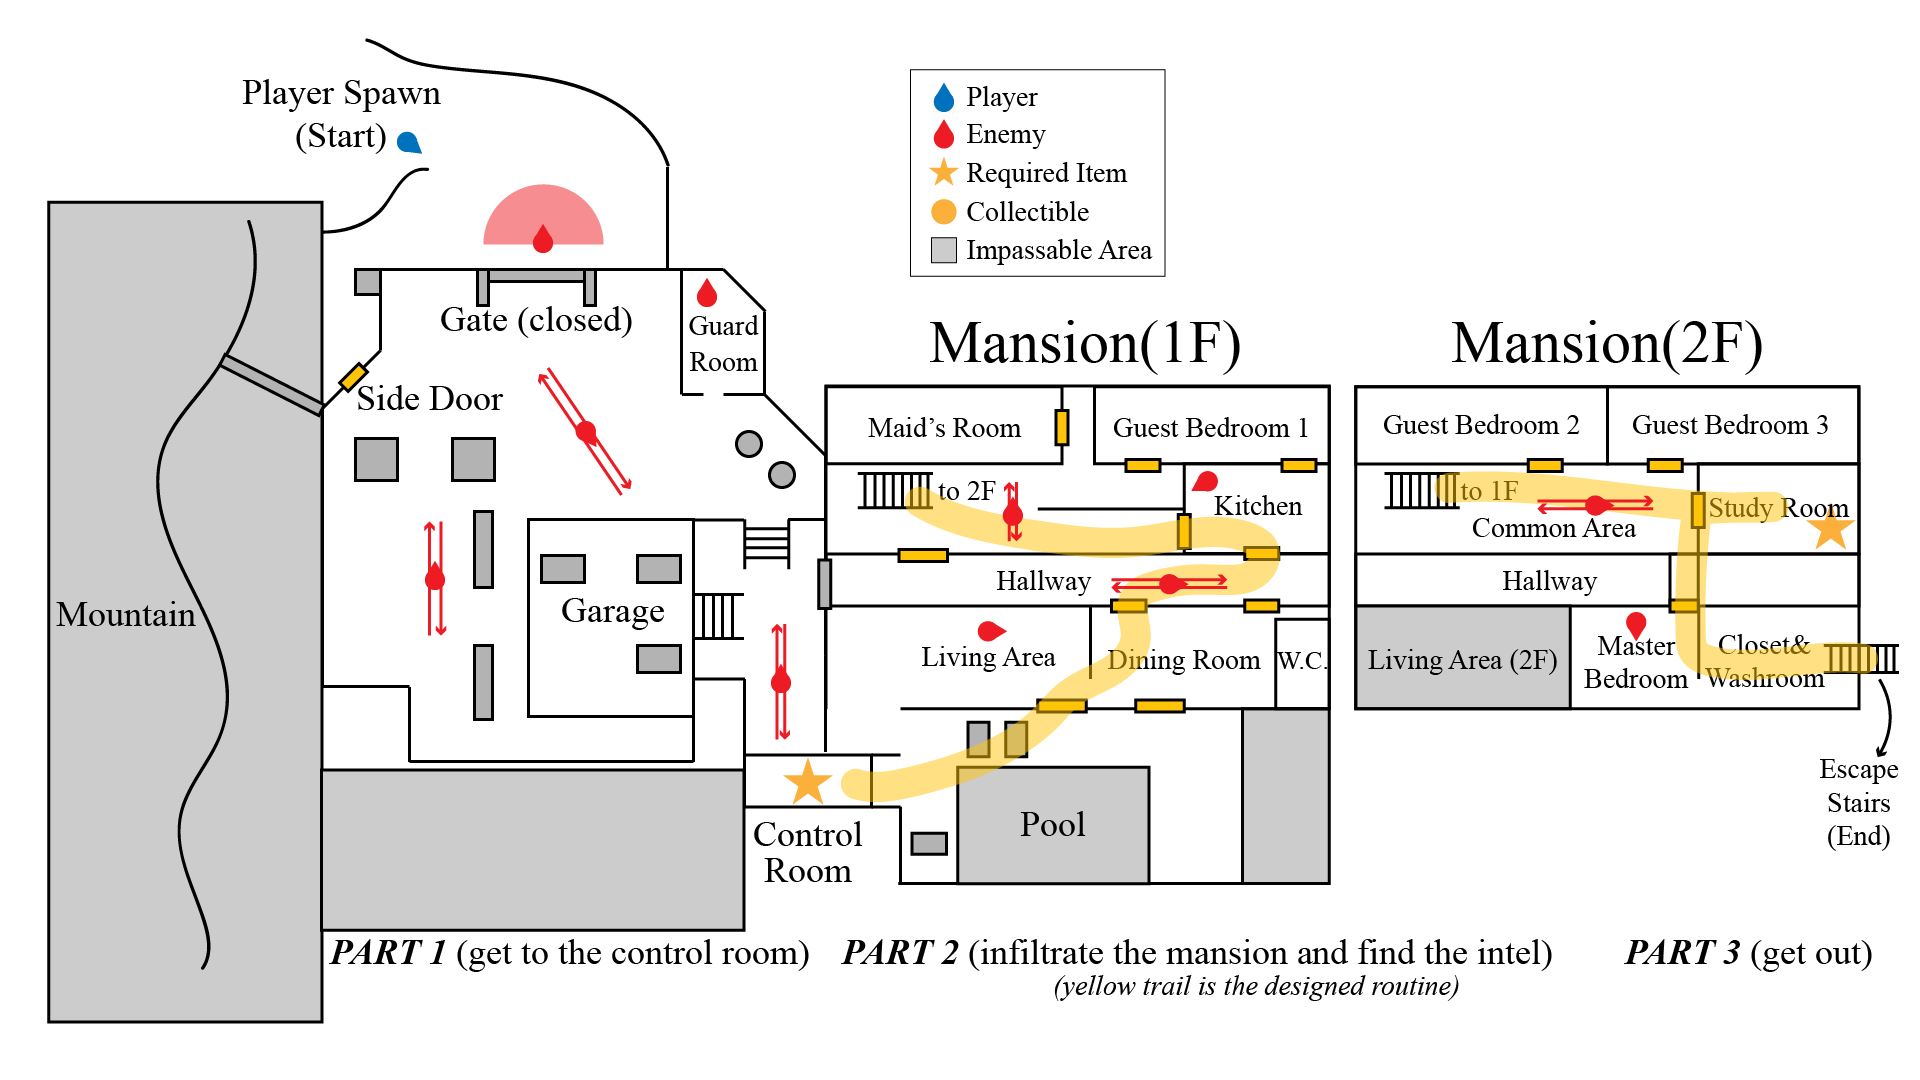 Player Spawn
(Start)
Player
Enemy
Required Item
Collectible
Impassable Area
Gate (closed)
Guard
Room
Side Door
Mountain
Garage
Control
Room
Mansion(1F)
Maid's Room
Guest Bedroom 1
to 2F
Kitchen
Hallway
Living Area
Dining Room
W.C.
Pool
Mansion(2F)
Guest Bedroom 2
Guest Bedroom 3
to 1F
Study Room
Common Area
Hallway
Living Area (2F)
Master
Bedroom
Closet&
Washroom
Escape
Stairs
(End)
PART 1 (get to the control room)
PART 2 (infiltrate the mansion and find the intel)
(yellow trail is the designed routine)
PART 3 (get out)